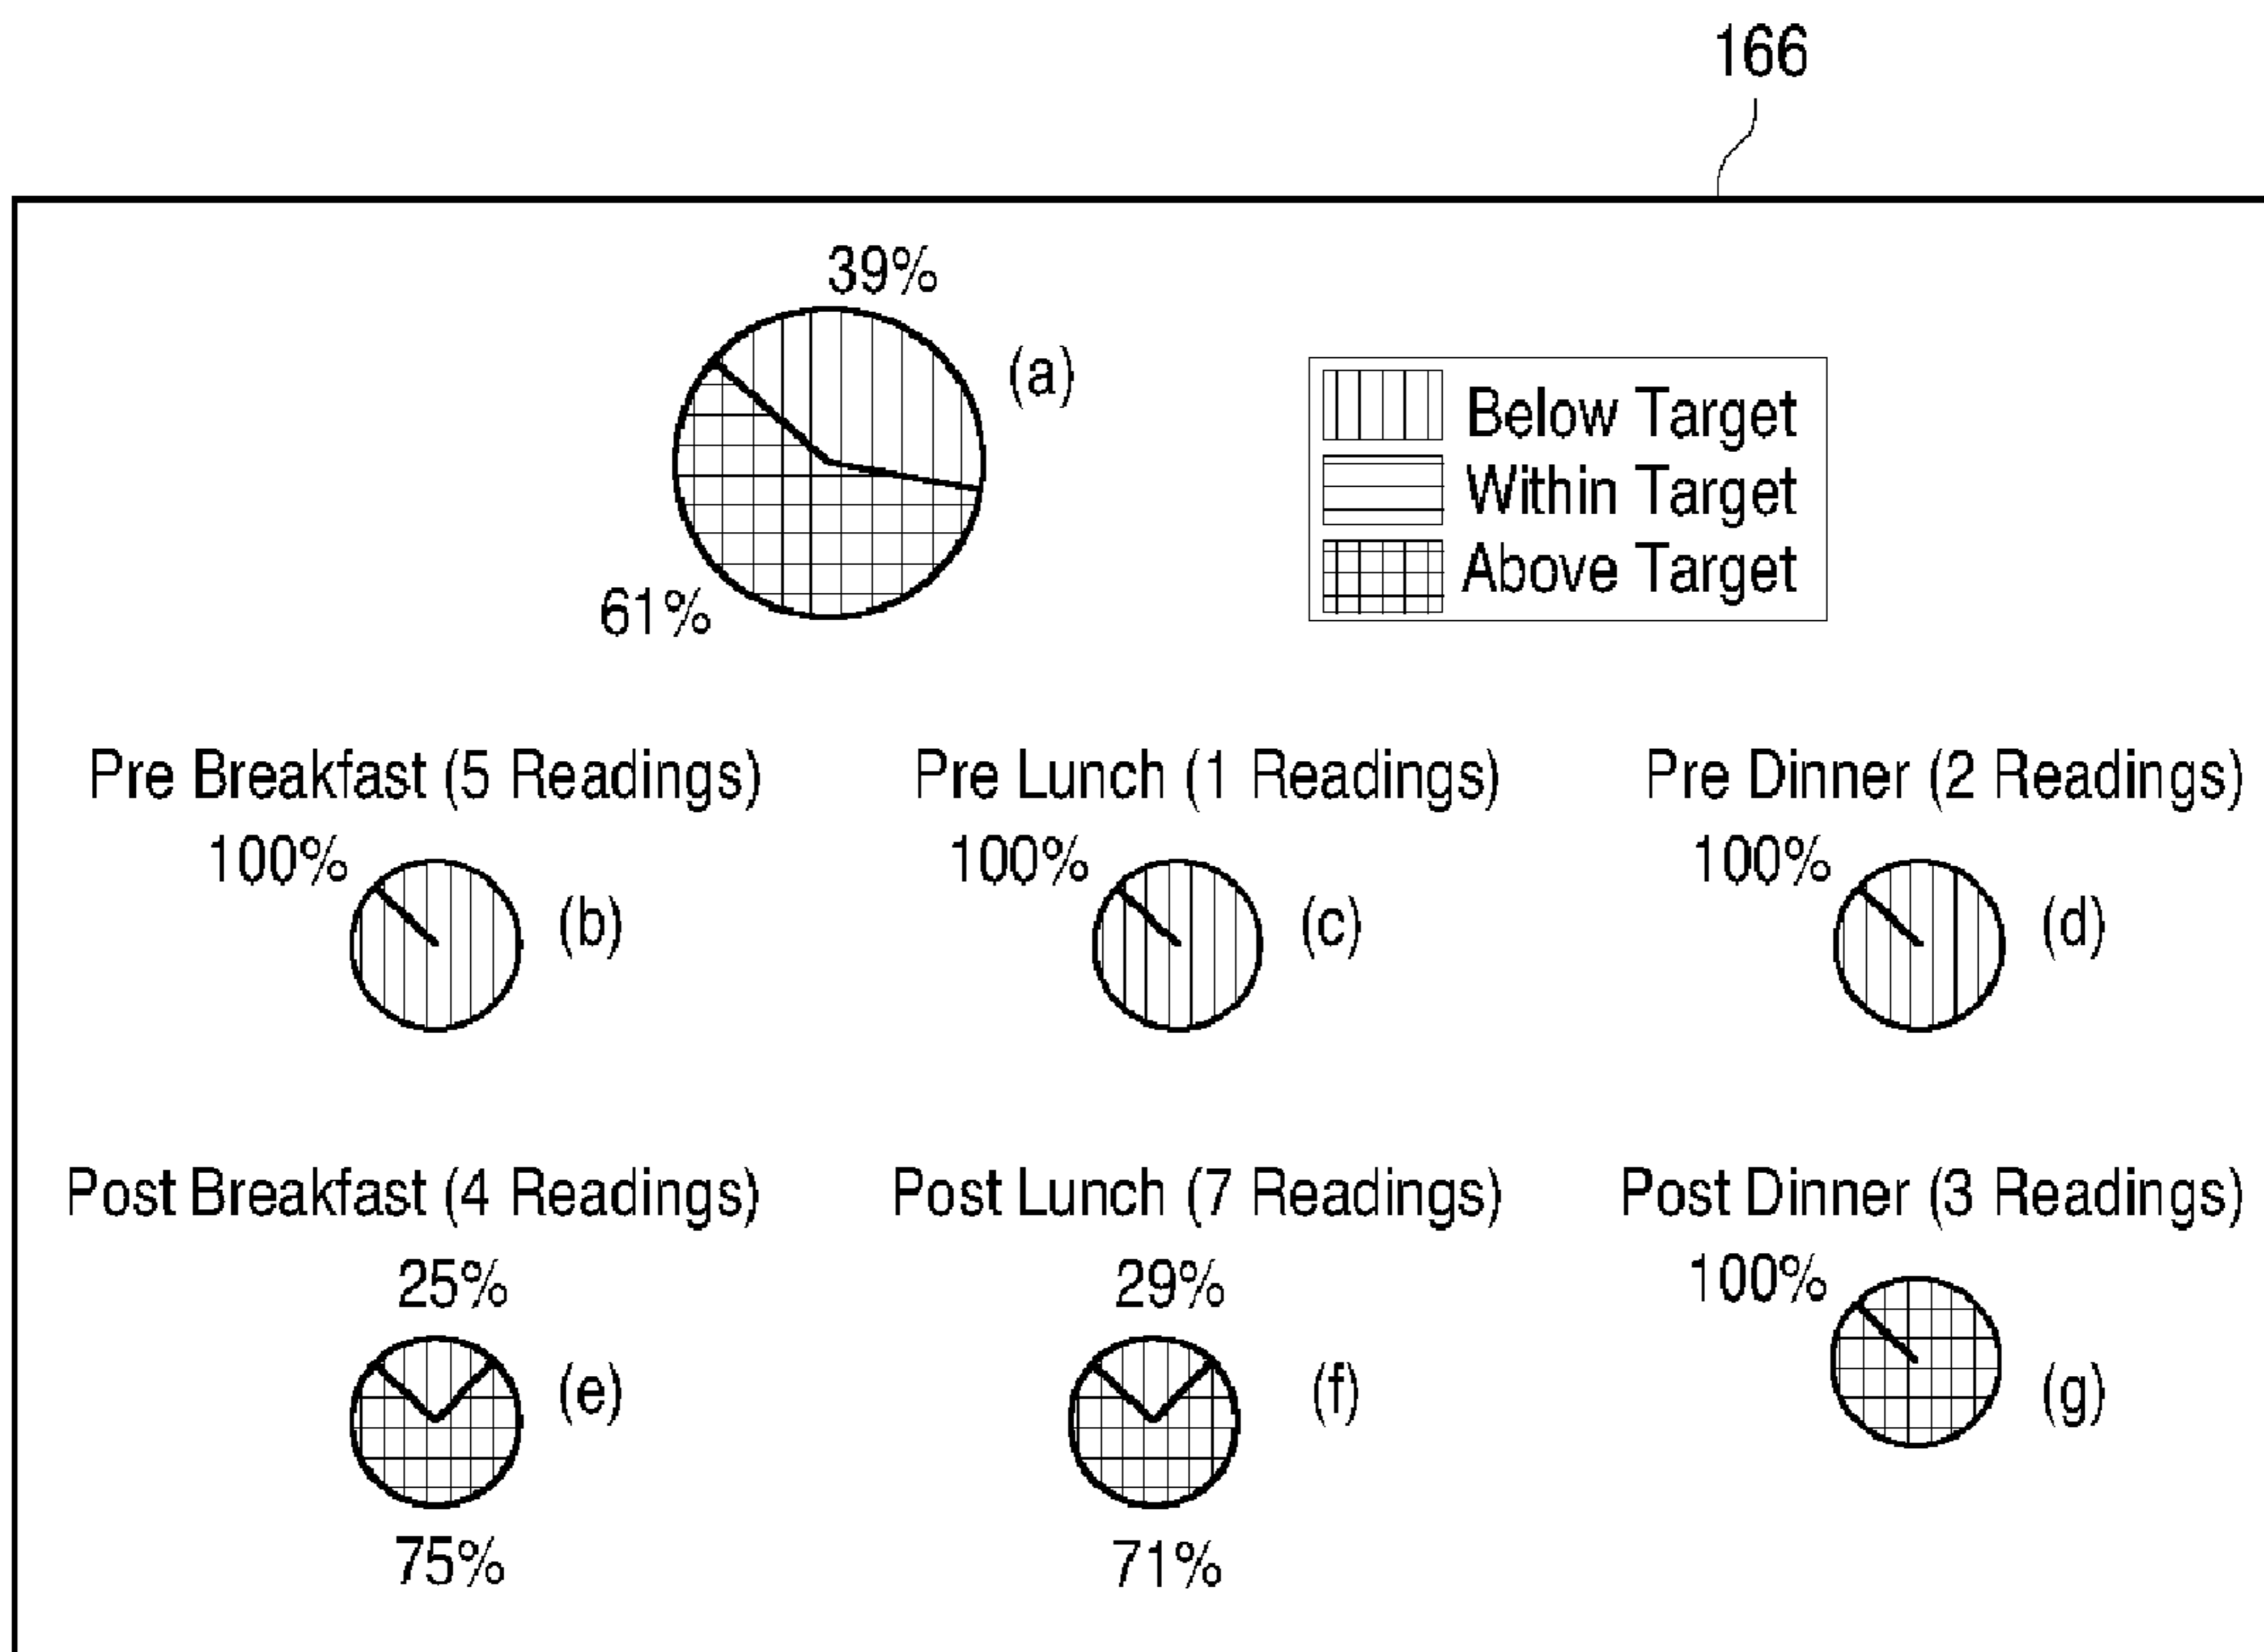 166
39%
(a)
61%
Below Target
Within Target
Above Target
Pre Breakfast (5 Readings)
100%
(b)
Pre Lunch (1 Readings)
100%
(c)
Pre Dinner (2 Readings)
100%
(d)
Post Breakfast (4 Readings)
25%
(e)
75%
Post Lunch (7 Readings)
29%
(f)
71%
Post Dinner (3 Readings)
100%
(g)